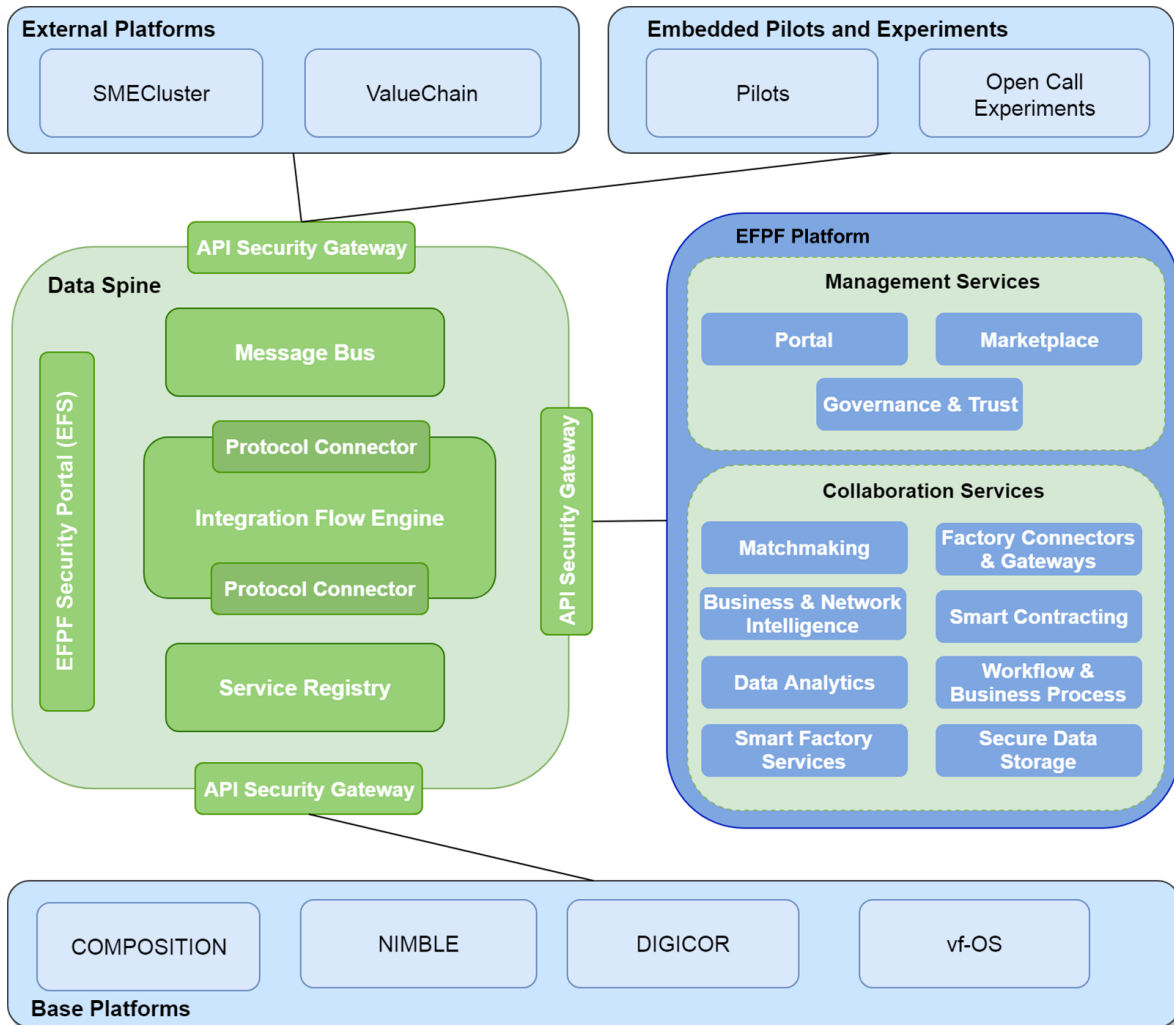 External Platforms
SMECluster
ValueChain
Embedded Pilots and Experiments
Pilots
Open Call
Experiments
API Security Gateway
Data Spine
Message Bus
EFPF Security Portal (EFS)
Protocol Connector
Integration Flow Engine
Protocol Connector
Service Registry
API Security Gateway
API Security Gateway
EFPF Platform
Management Services
Portal
Marketplace
Governance & Trust
Collaboration Services
Matchmaking
Factory Connectors
& Gateways
Business & Network
Intelligence
Smart Contracting
Data Analytics
Workflow &
Business Process
Smart Factory
Services
Secure Data
Storage
COMPOSITION
NIMBLE
DIGICOR
vf-OS
Base Platforms